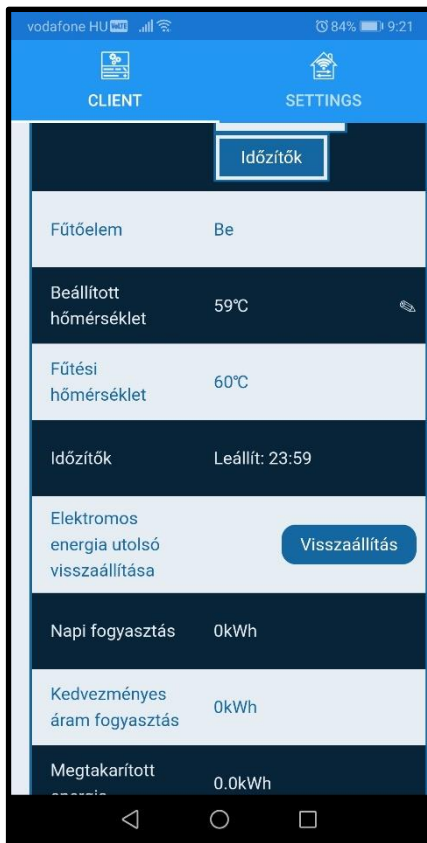 vodafone HU VoLTE 84% 9:21
CLIENT SETTINGS
Időzítők
Fűtőelem Be
Beállított
hőmérséklet 59°C
Fűtési
hőmérséklet 60°C
Időzítők Leállít: 23:59
Elektromos
energia utolsó
visszaállítása Visszaállítás
Napi fogyasztás 0kWh
Kedvezményes
áram fogyasztás 0kWh
Megtakarított 0.0kWh